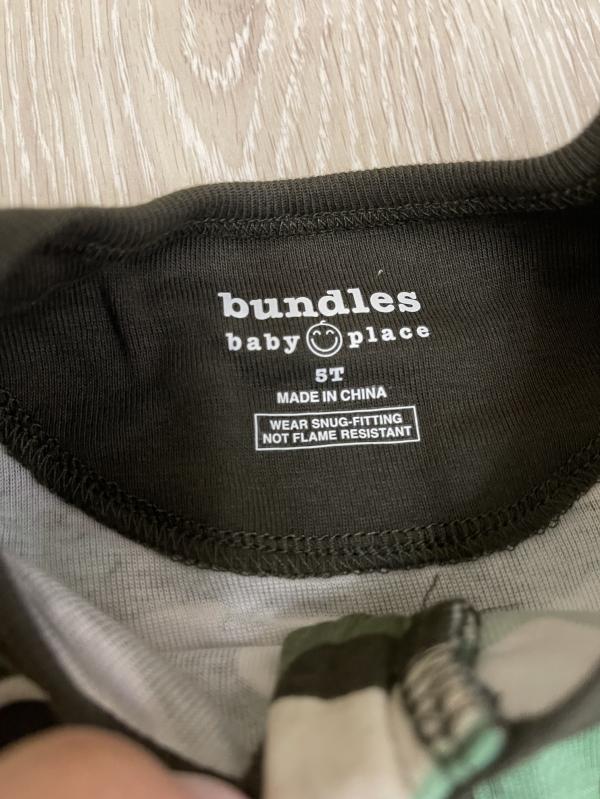 bundles
baby place
5T
MADE IN CHINA
WEAR SNUG-FITTING
NOT FLAME RESISTANT